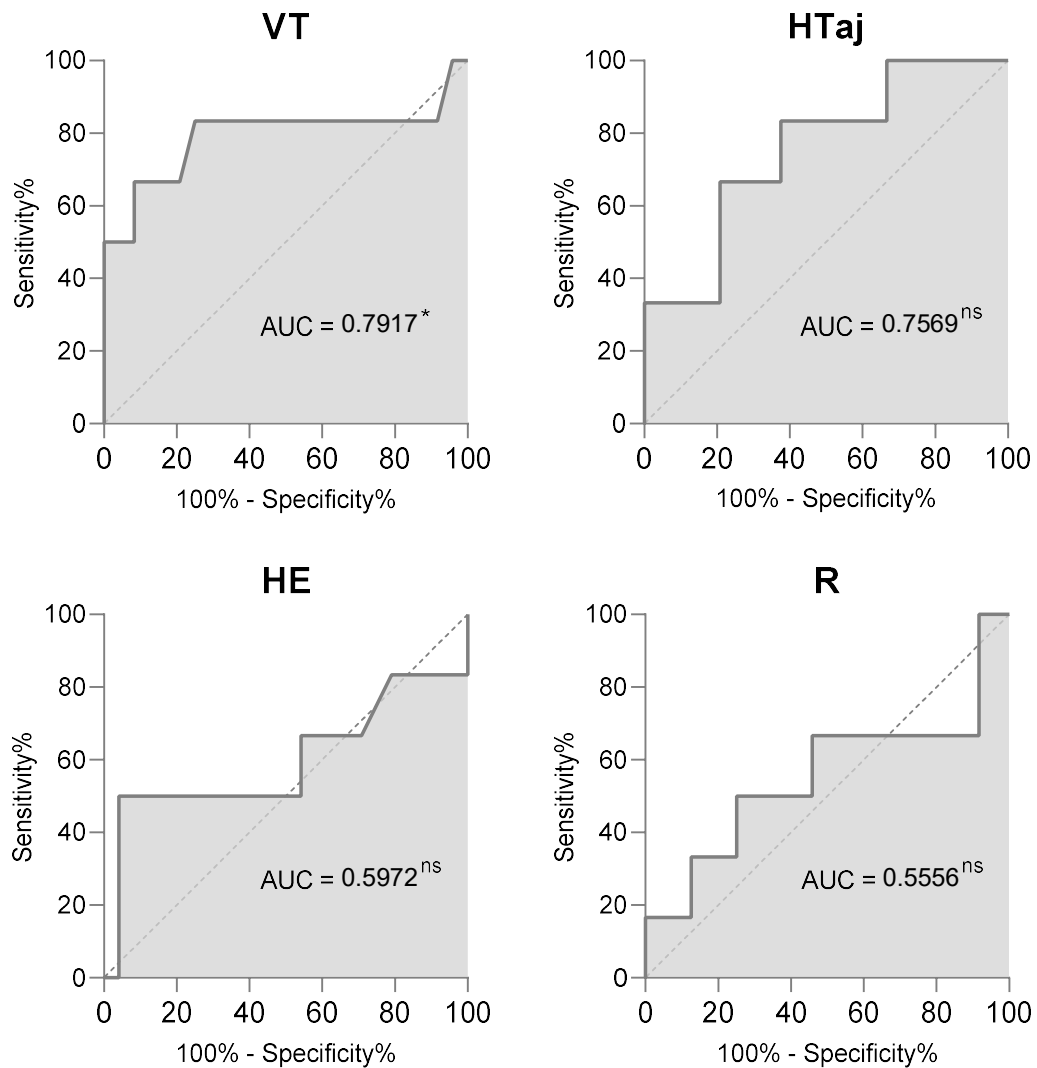 VT
100
80
60
40
20
0
Sensitivity%
AUC = 0.7917*
0 20 40 60 80 100
100% - Specificity%
HTaj
100
80
60
40
20
0
Sensitivity%
AUC = 0.7569ns
0 20 40 60 80 100
100% - Specificity%
HE
100
80
60
40
20
0
Sensitivity%
AUC = 0.5972ns
0 20 40 60 80 100
100% - Specificity%
R
100
80
60
40
20
0
Sensitivity%
AUC = 0.5556ns
0 20 40 60 80 100
100% - Specificity%